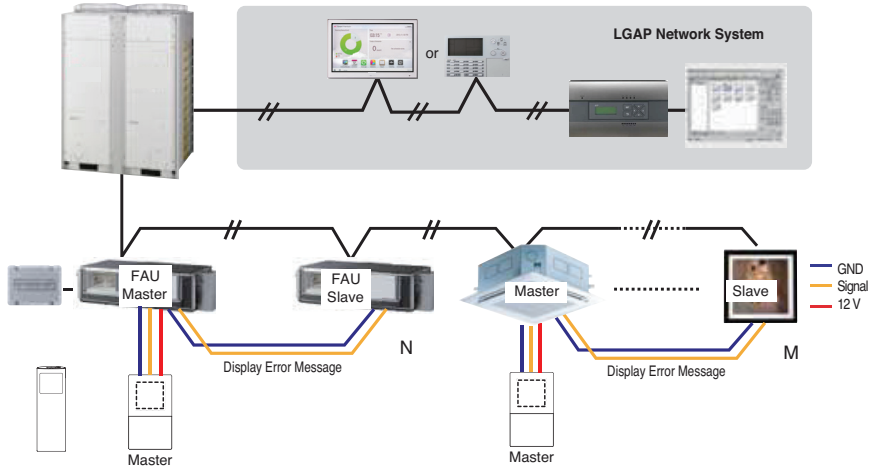 LGAP Network System
or
FAU
Master
FAU
Slave
Master
Slave
GND
Signal
12 V
N
M
Display Error Message
Display Error Message
Master
Master